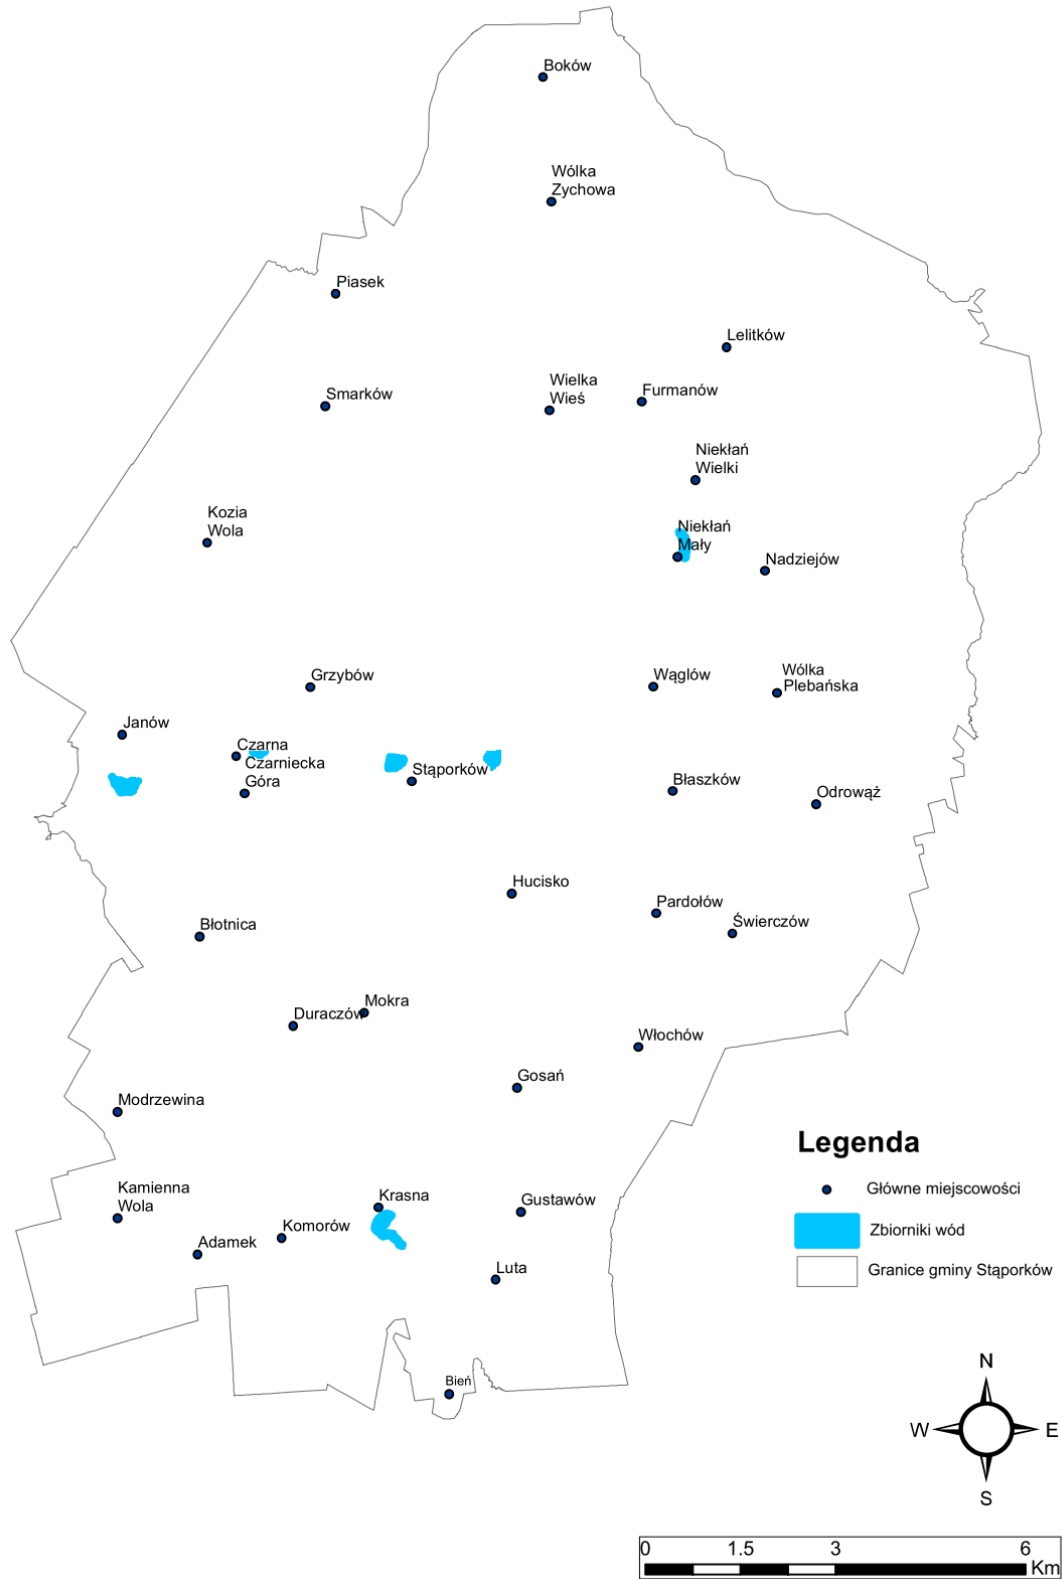 Boków
Wólka
Zychowa
Piasek
Lelitków
Smarków
Wielka
Wieś
Furmanów
Niekłań
Wielki
Kozia
Wola
Niekłań
Mały
Nadziejów
Grzybów
Wąglów
Wólka
Plebańska
Janów
Czarna
Czarniecka
Góra
Stąporków
Błaszków
Odrowąż
Hucisko
Pardołów
Świerczów
Błotnica
Mokra
Duraczów
Włochów
Gosań
Modrzewina
Kamienna
Wola
Krasna
Gustawów
Komorów
Adamek
Luta
Bień
Legenda
Główne miejscowości
Zbiorniki wód
Granice gminy Stąporków
N
W E
S
0 1.5 3 6
Km